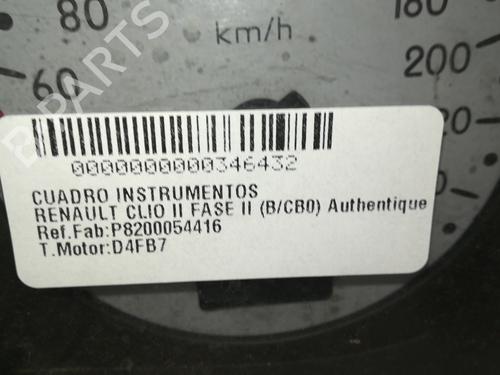 80
180
km/h
60
200
B-PARTS
0000000000346432
CUADRO INSTRUMENTOS
RENAULT CLIO II FASE II (B/CB0) Authentique
Ref.Fab:P8200054416
T.Motor:D4FB7